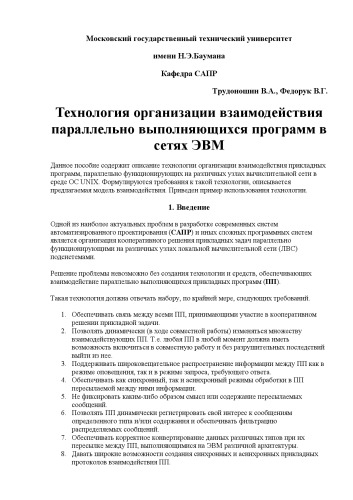 Московский государственный технический университет
имени Н.Э.Баумана
Кафедра САПР
Трудоношин В.А., Федорук В.Г.
Технология организации взаимодействия
параллельно выполняющихся программ в
сетях ЭВМ
Данное пособие содержит описание технологии организации взаимодействия прикладных
программ, параллельно функционирующих на различных узлах вычислительной сети в
среде ОС UNIX. Формулируются требования к такой технологии, описывается
предлагаемая модель взаимодействия. Приведен пример использования технологии.
1. Введение
Одной из наиболее актуальных проблем в разработке современных систем
автоматизированного проектирования (САПР) и иных сложных программных систем
является организация кооперативного решения прикладных задач параллельно
функционирующими на различных узлах локальной вычислительной сети (ЛВС)
подсистемами.
Решение проблемы невозможно без создания технологии и средств, обеспечивающих
взаимодействие параллельно выполняющихся прикладных программ (ПП).
Такая технология должна отвечать набору, по крайней мере, следующих требований.
1. Обеспечивать связь между всеми ПП, принимающими участие в кооперативном
решении прикладной задачи.
2. Позволять динамически (в ходе совместной работы) изменяться множеству
взаимодействующих ПП. Т.е. любая ПП в любой момент должна иметь
возможность включиться в совместную работу и без разрушительных последствий
выйти из нее.
3. Поддерживать широковещательное распространение информации между ПП как в
режиме оповещения, так и в режиме запроса, требующего ответа.
4. Обеспечивать как синхронный, так и асинхронный режимы обработки в ПП
пересылаемой между ними информации.
5. Не фиксировать каким-либо образом смысл или содержание пересылаемых
сообщений.
6. Позволять ПП динамически регистрировать свой интерес к сообщениям
определенного типа и/или содержания и обеспечивать фильтрацию
распределяемых сообщений.
7. Обеспечивать корректное конвертирование данных различных типов при их
пересылке между ПП, выполняющимися на ЭВМ различной архитектуры.
8. Давать широкие возможности создания синхронных и асинхронных прикладных
протоколов взаимодействия ПП.